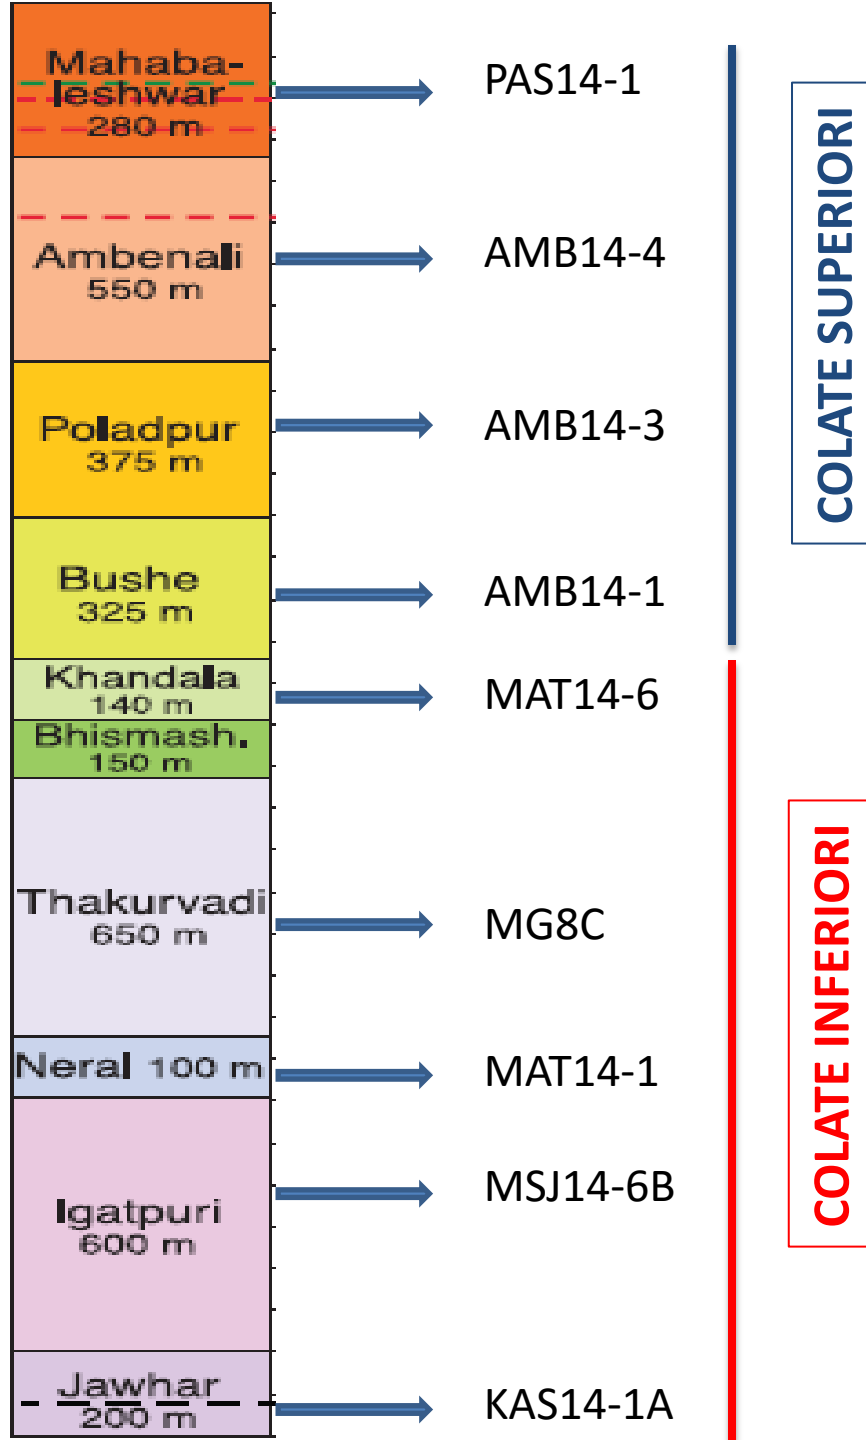 Mahaba-
leshwar
280 m
PAS14-1
Ambenali
550 m
AMB14-4
Poladpur
375 m
AMB14-3
Bushe
325 m
AMB14-1
COLATE SUPERIORI
Khandala
140 m
MAT14-6
Bhismash.
150 m
Thakurvadi
650 m
MG8C
Neral 100 m
MAT14-1
Igatpuri
600 m
MSJ14-6B
Jawhar
200 m
KAS14-1A
COLATE INFERIORI